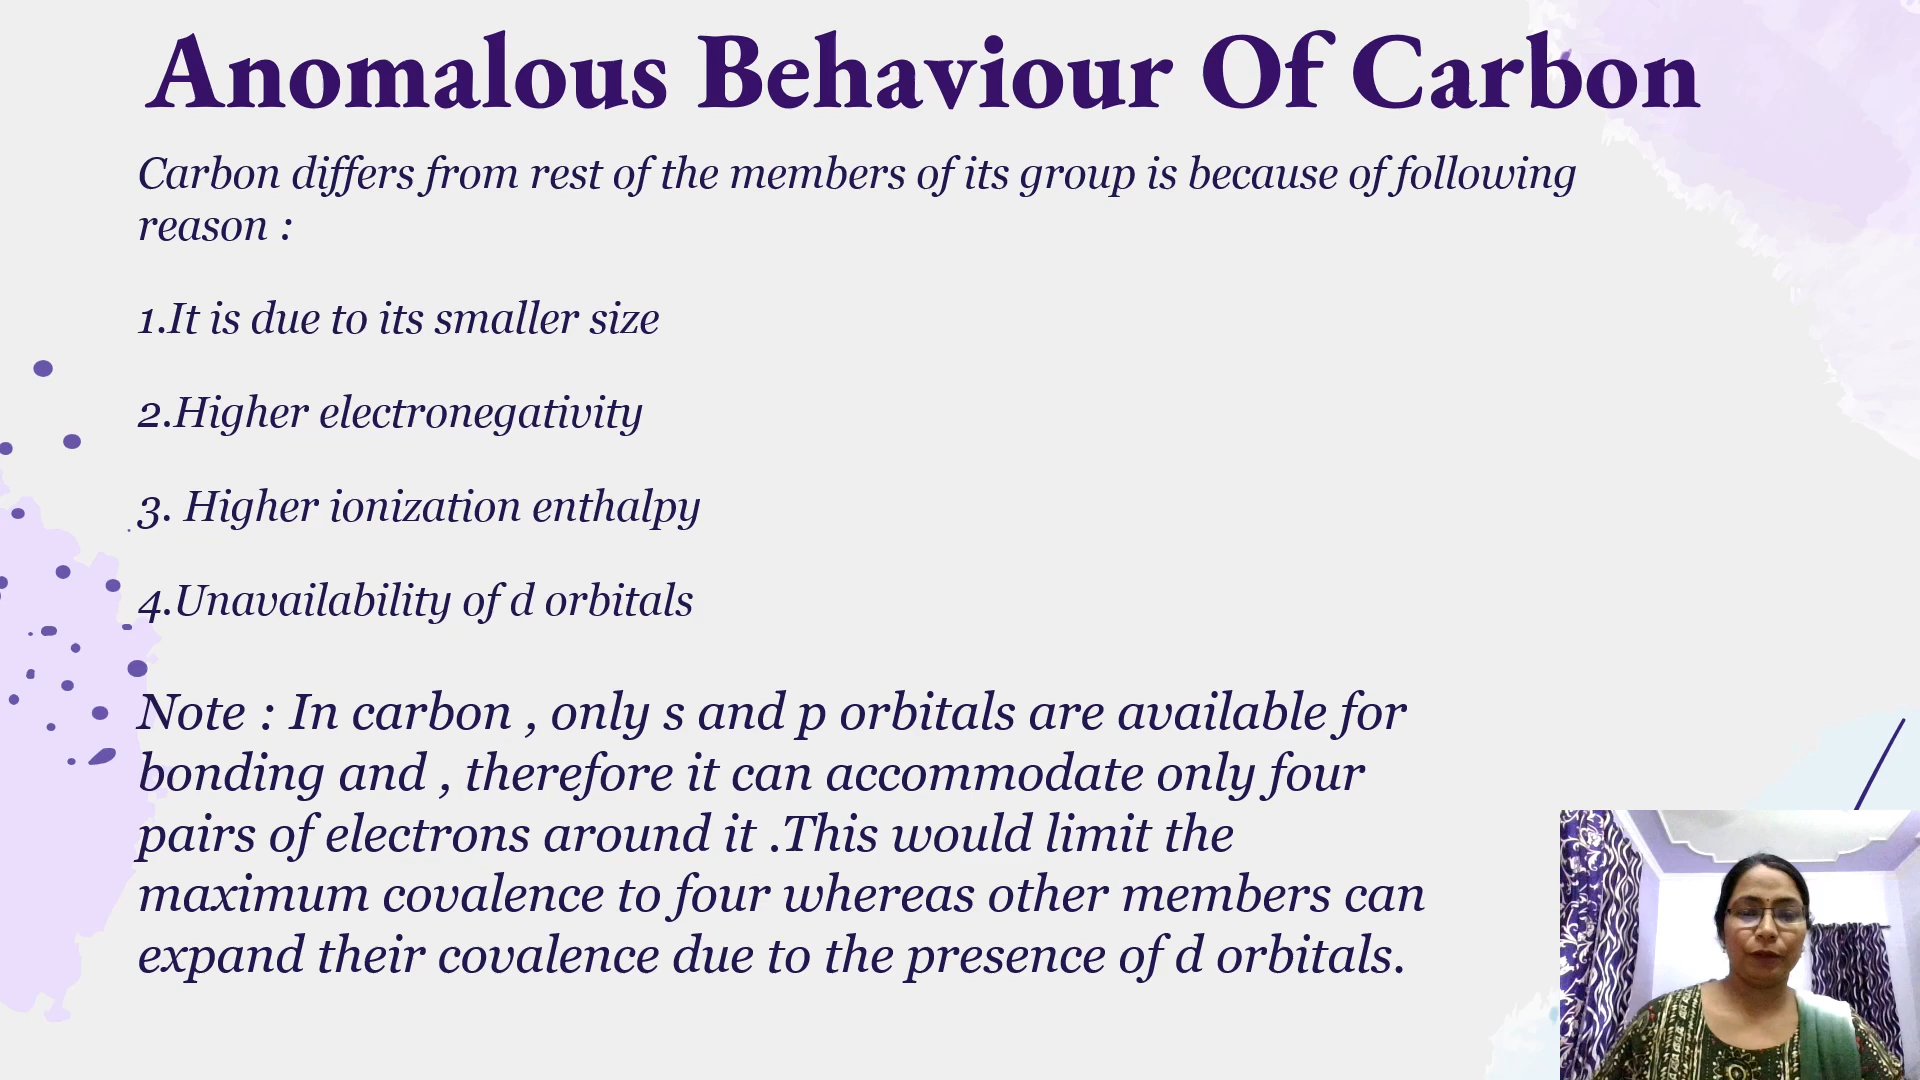 Anomalous Behaviour Of Carbon
Carbon differs from rest of the members of its group is because of following
reason :
1.It is due to its smaller size
2.Higher electronegativity
3. Higher ionization enthalpy
4.Unavailability of d orbitals
Note : In carbon , only s and p orbitals are available for
bonding and , therefore it can accommodate only four
pairs of electrons around it .This would limit the
maximum covalence to four whereas other members can
expand their covalence due to the presence of d orbitals.